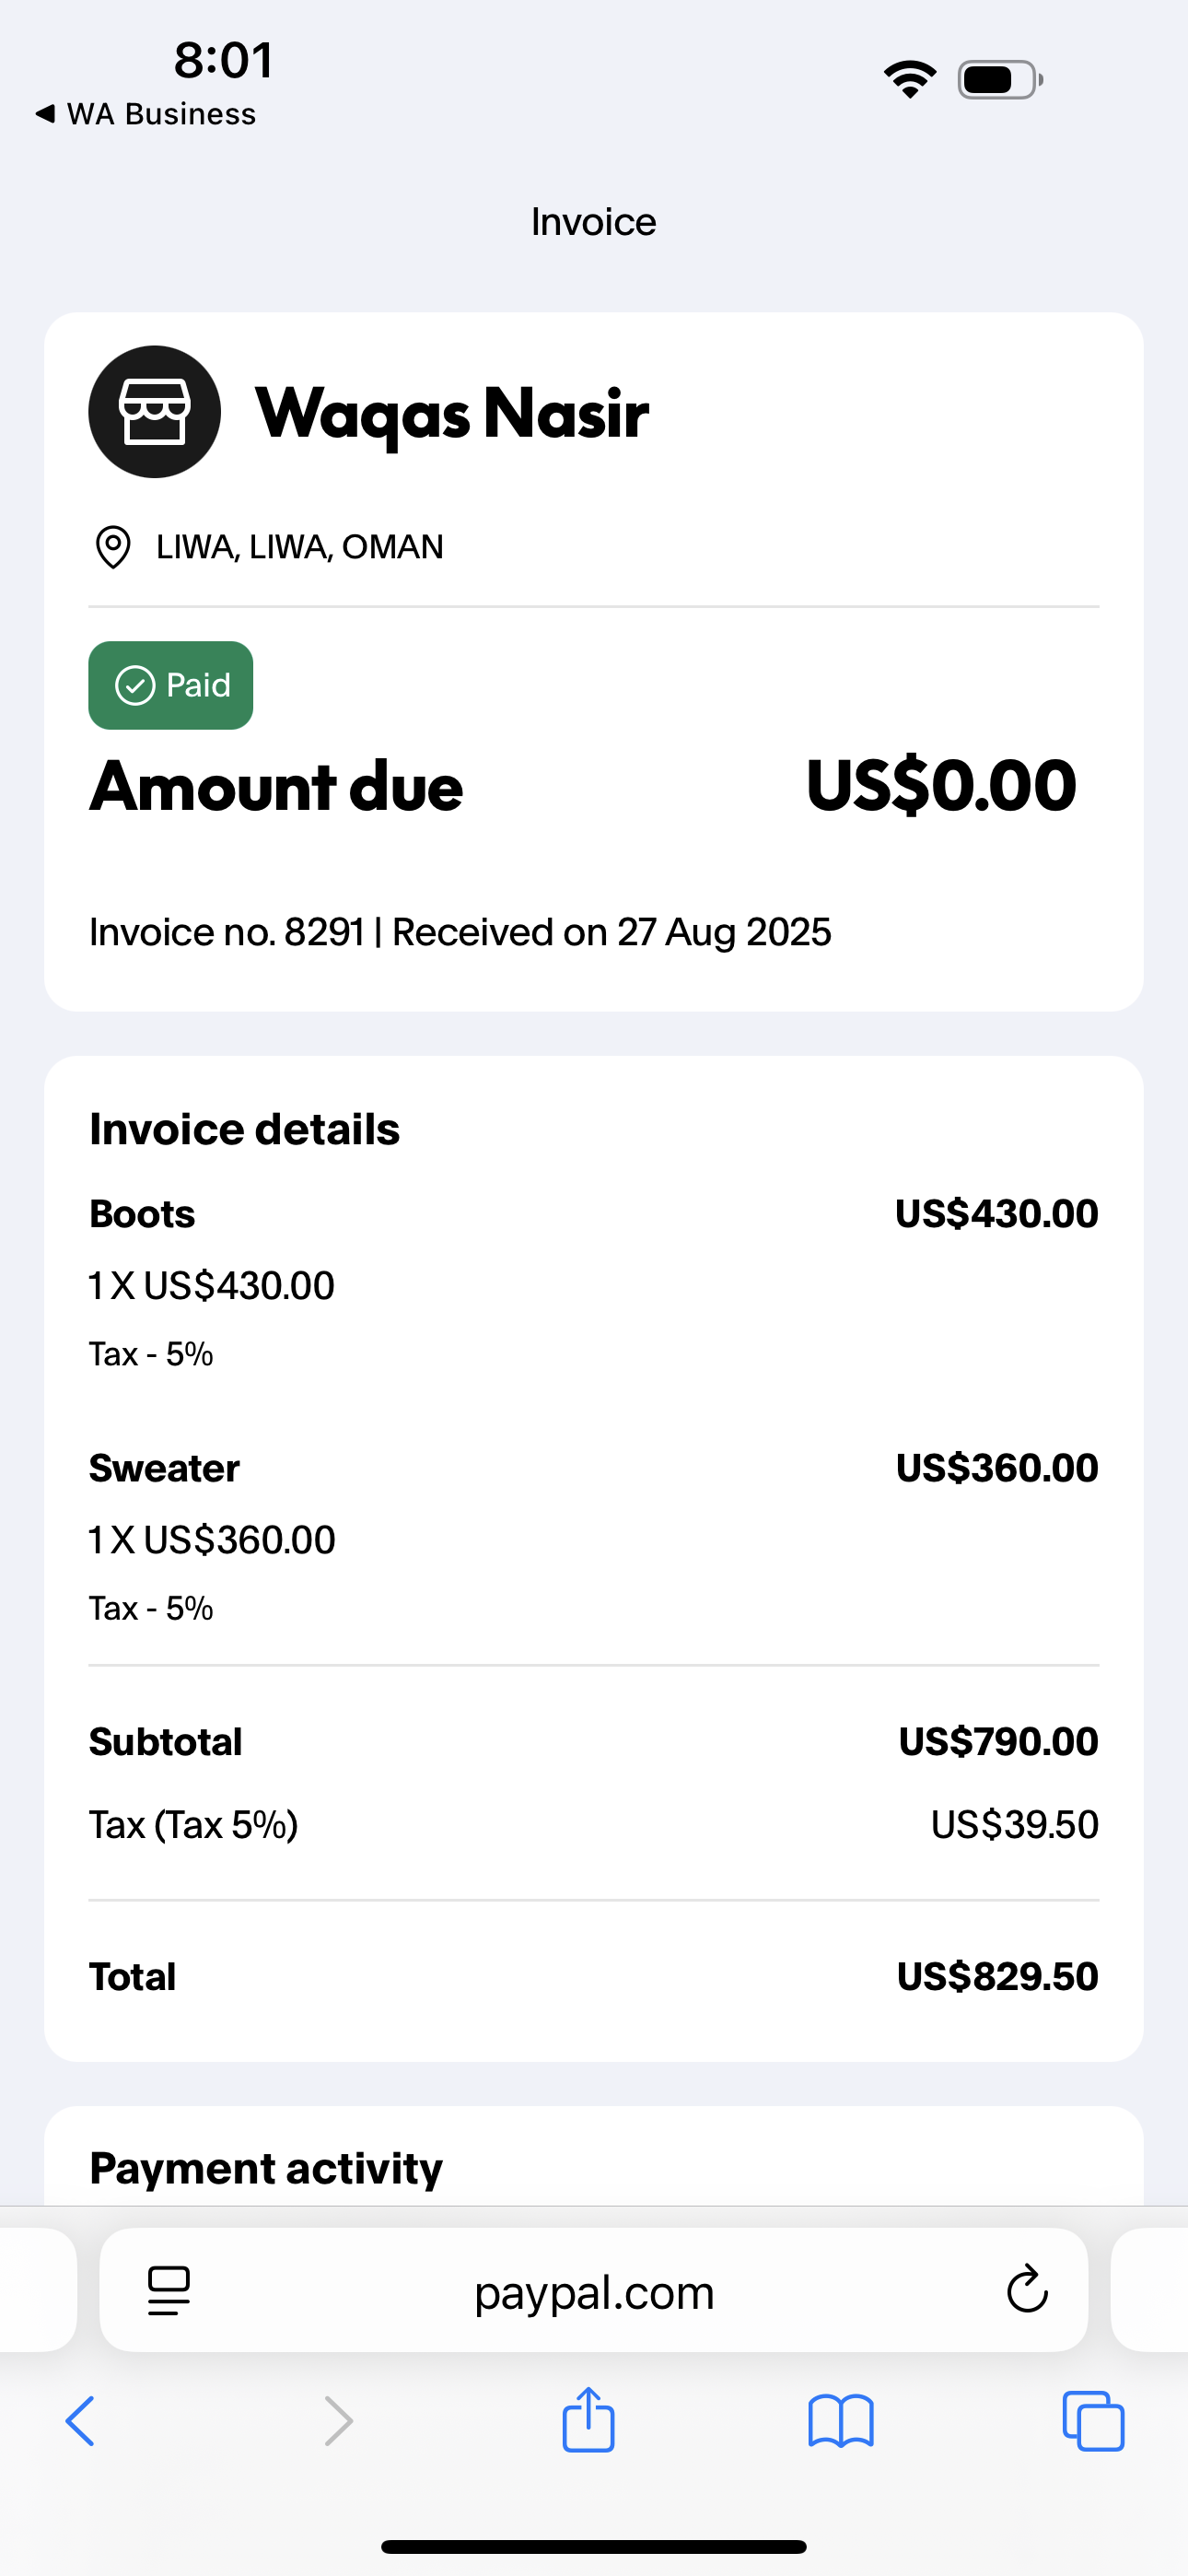 8:01
◀ WA Business
Invoice
Waqas Nasir
LIWA, LIWA, OMAN
Paid
Amount due US$0.00
Invoice no. 8291 | Received on 27 Aug 2025
Invoice details
Boots US$430.00
1 X US$430.00
Tax - 5%
Sweater US$360.00
1 X US$360.00
Tax - 5%
Subtotal US$790.00
Tax (Tax 5%) US$39.50
Total US$829.50
Payment activity
paypal.com